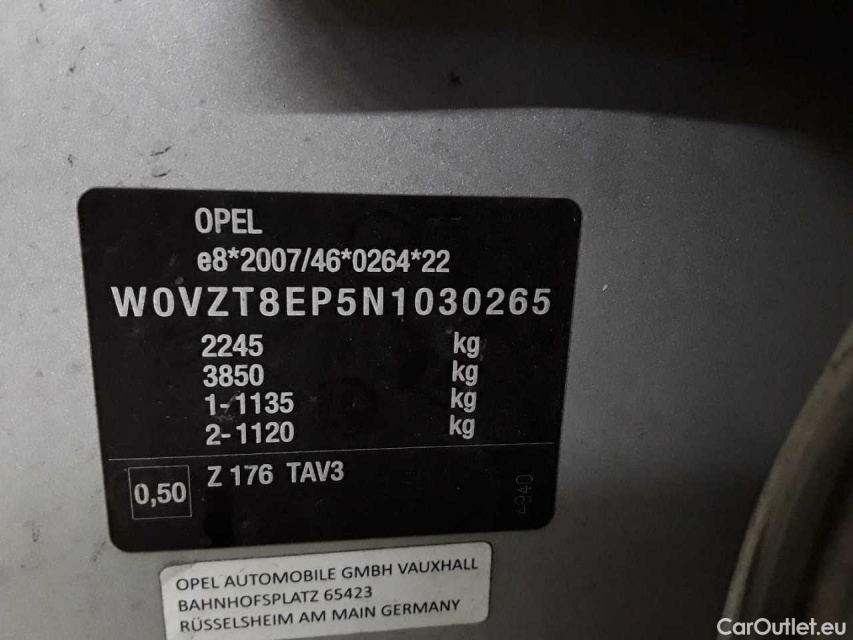 OPEL
e8*2007/46*0264*22
W0VZT8EP5N1030265
2245 kg
3850 kg
1-1135 kg
2-1120 kg
0,50 Z 176 TAV3
4940
OPEL AUTOMOBILE GMBH VAUXHALL
BAHNHOFSPLATZ 65423
RÜSSELSHEIM AM MAIN GERMANY
CarOutlet.eu